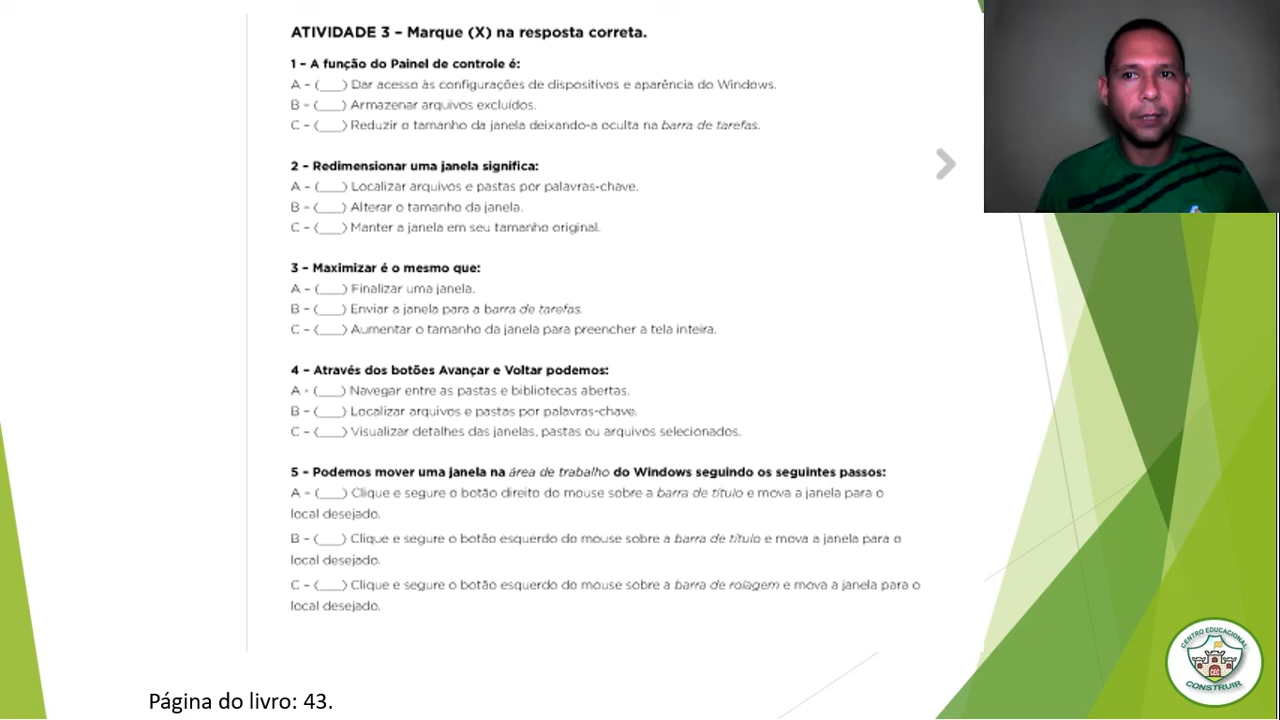 ATIVIDADE 3 – Marque (X) na resposta correta.
1 – A função do Painel de controle é:
A – (___) Dar acesso às configurações de dispositivos e aparência do Windows.
B – (___) Armazenar arquivos excluídos.
C – (___) Reduzir o tamanho da janela deixando-a oculta na barra de tarefas.
2 – Redimensionar uma janela significa:
A – (___) Localizar arquivos e pastas por palavras-chave.
B – (___) Alterar o tamanho da janela.
C – (___) Manter a janela em seu tamanho original.
3 – Maximizar é o mesmo que:
A – (___) Finalizar uma janela.
B – (___) Enviar a janela para a barra de tarefas.
C – (___) Aumentar o tamanho da janela para preencher a tela inteira.
4 – Através dos botões Avançar e Voltar podemos:
A - (___) Navegar entre as pastas e bibliotecas abertas.
B – (___) Localizar arquivos e pastas por palavras-chave.
C – (___) Visualizar detalhes das janelas, pastas ou arquivos selecionados.
5 – Podemos mover uma janela na área de trabalho do Windows seguindo os seguintes passos:
A – (___) Clique e segure o botão direito do mouse sobre a barra de título e mova a janela para o
local desejado.
B – (___) Clique e segure o botão esquerdo do mouse sobre a barra de título e mova a janela para o
local desejado.
C – (___) Clique e segure o botão esquerdo do mouse sobre a barra de rolagem e mova a janela para o
local desejado.
CENTRO EDUCACIONAL
CEC
CONSTRUIR
Página do livro: 43.